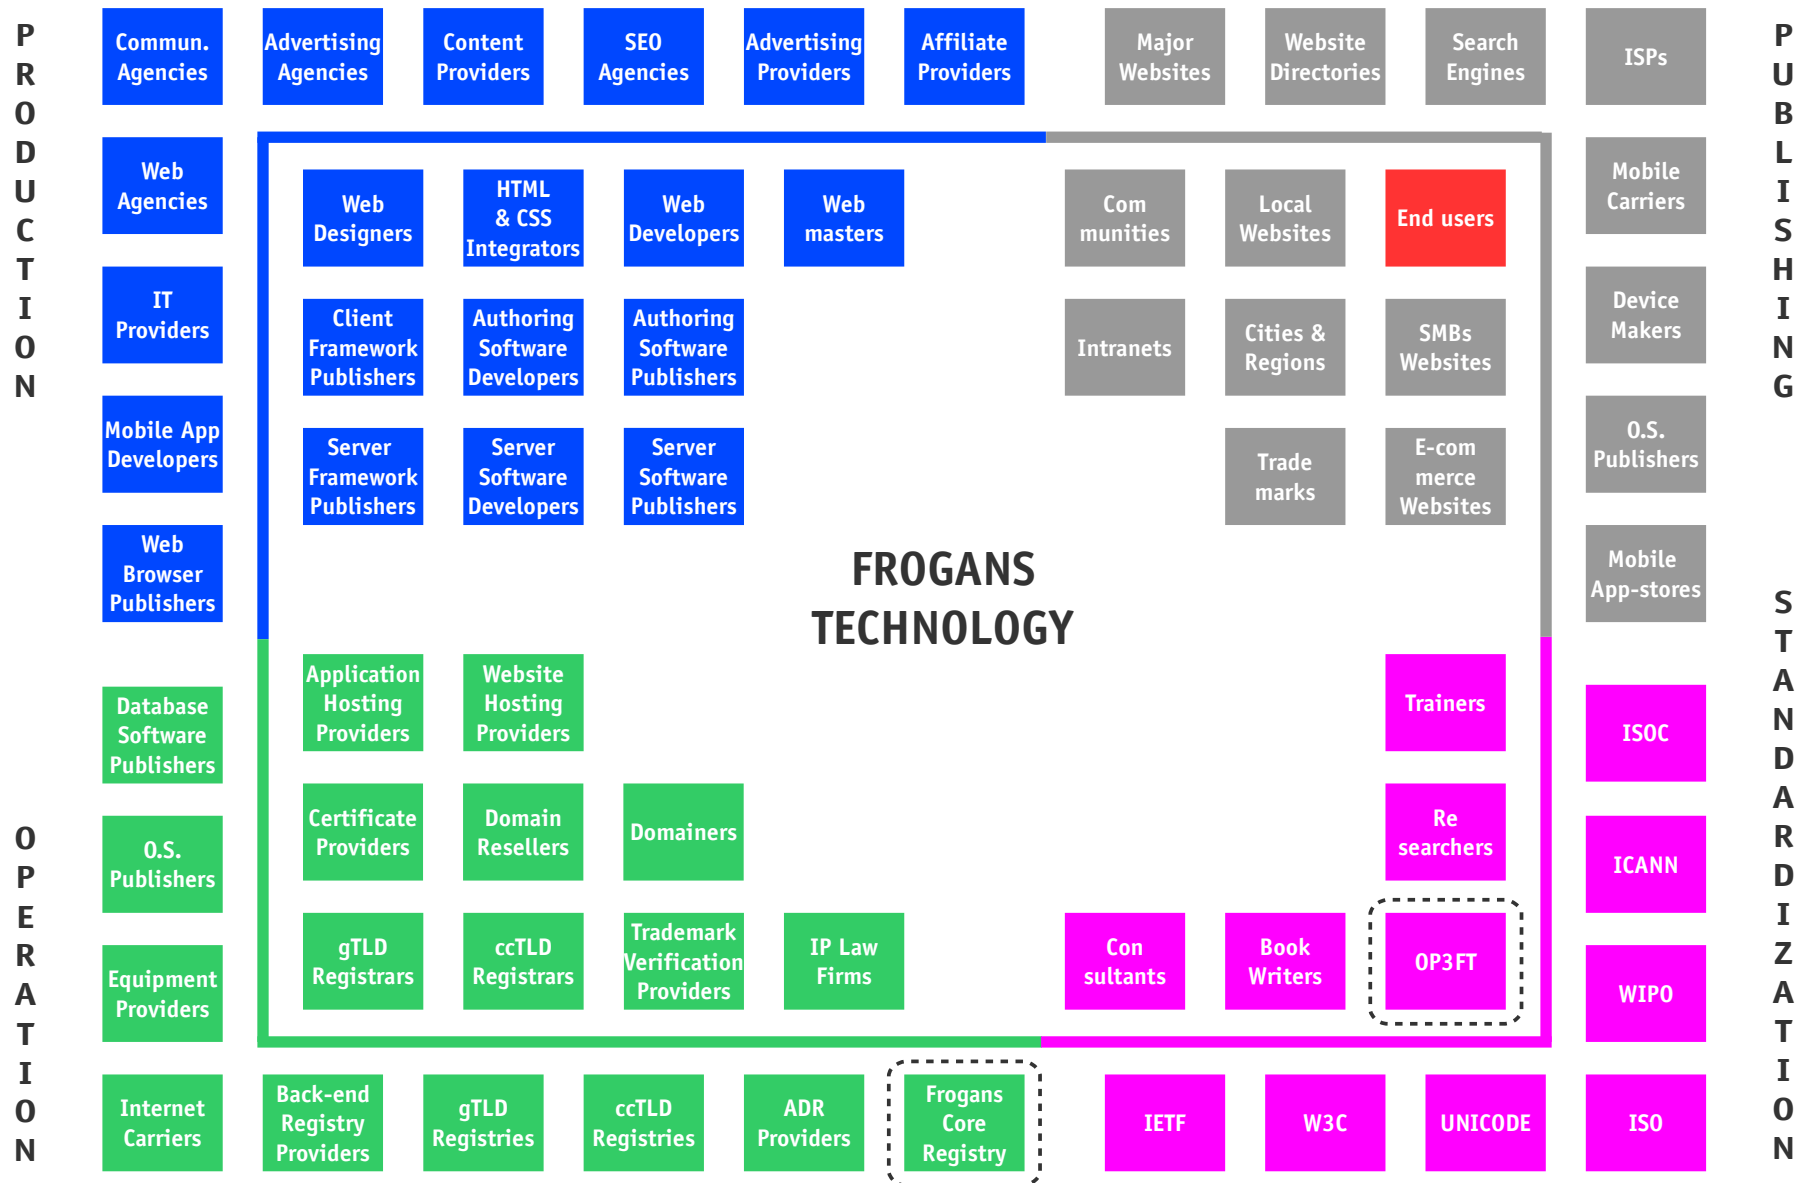 PRODUCTION
PUBLISHING
OPERATION
STANDARDIZATION
Commun.
Agencies
Advertising
Agencies
Content
Providers
SEO
Agencies
Advertising
Providers
Affiliate
Providers
Major
Websites
Website
Directories
Search
Engines
ISPs
Web
Agencies
IT
Providers
Mobile App
Developers
Web
Browser
Publishers
Web
Designers
HTML
& CSS
Integrators
Web
Developers
Web
masters
Client
Framework
Publishers
Authoring
Software
Developers
Authoring
Software
Publishers
Server
Framework
Publishers
Server
Software
Developers
Server
Software
Publishers
Com
munities
Local
Websites
End users
Intranets
Cities &
Regions
SMBs
Websites
Trade
marks
E-com
merce
Websites
Mobile
Carriers
Device
Makers
O.S.
Publishers
Mobile
App-stores
FROGANS
TECHNOLOGY
Database
Software
Publishers
O.S.
Publishers
Equipment
Providers
Internet
Carriers
Application
Hosting
Providers
Website
Hosting
Providers
Certificate
Providers
Domain
Resellers
Domainers
gTLD
Registrars
ccTLD
Registrars
Trademark
Verification
Providers
IP Law
Firms
Back-end
Registry
Providers
gTLD
Registries
ccTLD
Registries
ADR
Providers
Frogans
Core
Registry
Trainers
Re
searchers
Con
sultants
Book
Writers
OP3FT
ISOC
ICANN
WIPO
IETF
W3C
UNICODE
ISO